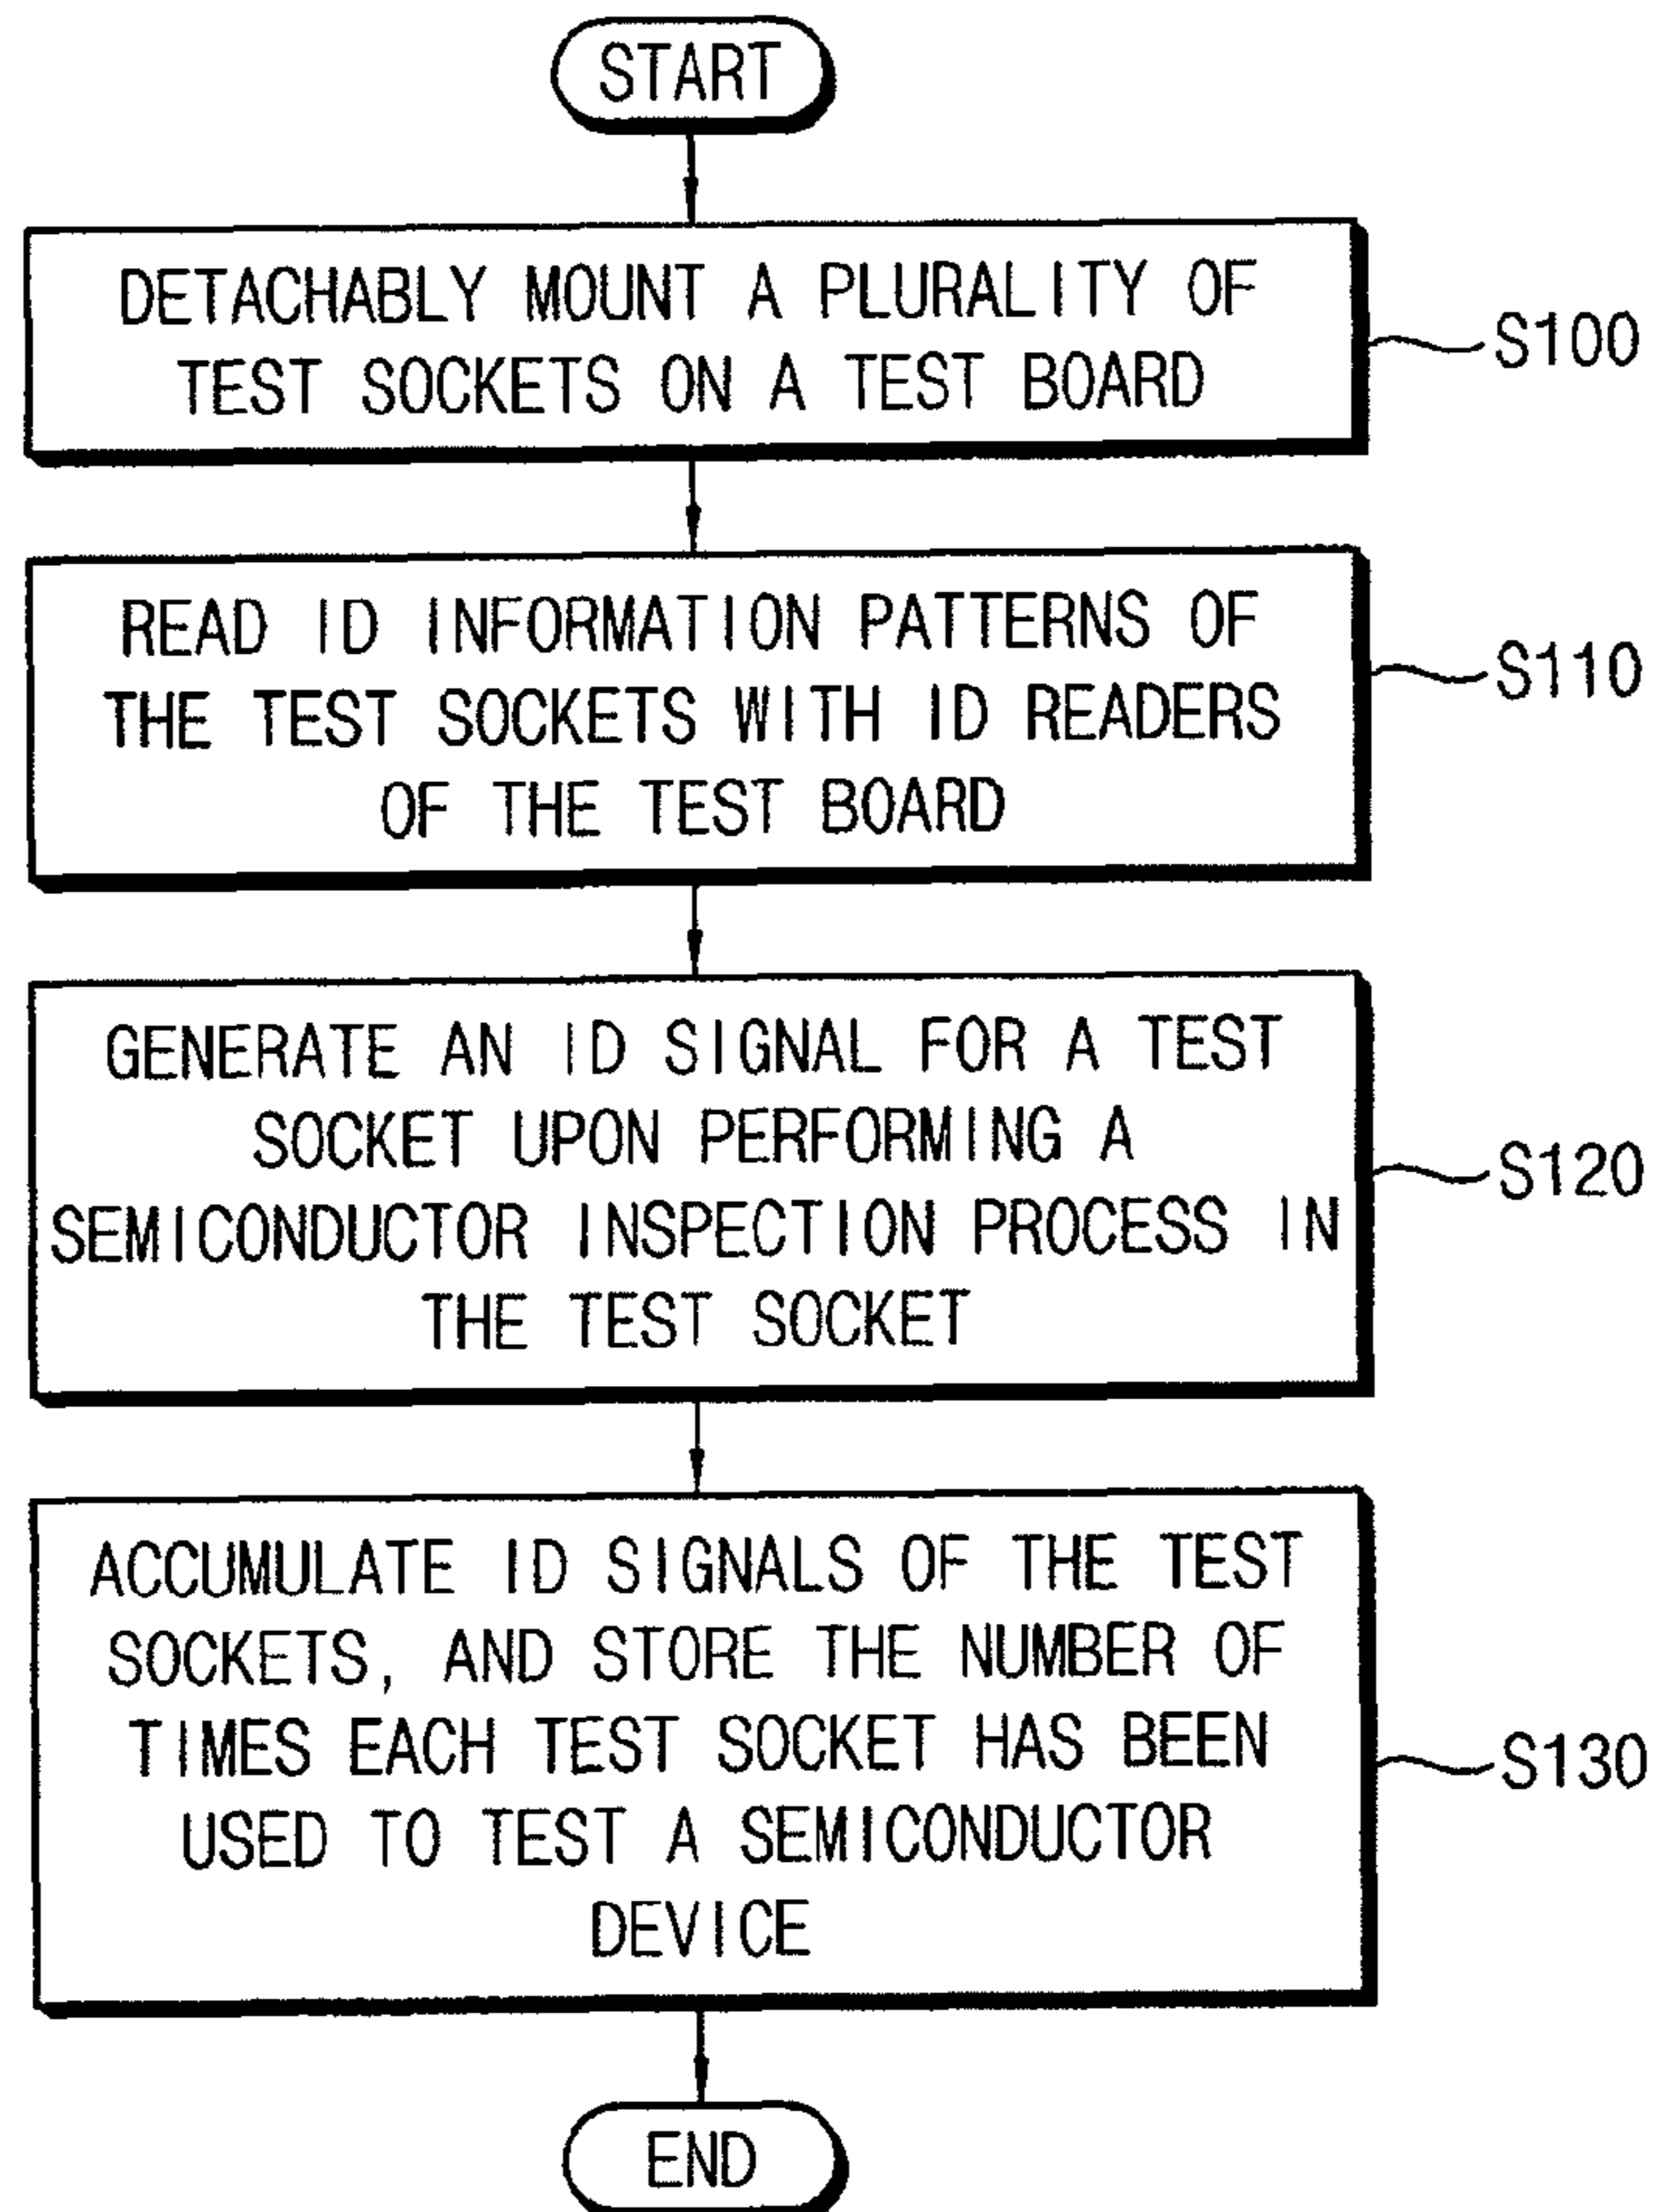 START
DETACHABLY MOUNT A PLURALITY OF
TEST SOCKETS ON A TEST BOARD
S100
READ ID INFORMATION PATTERNS OF
THE TEST SOCKETS WITH ID READERS
OF THE TEST BOARD
S110
GENERATE AN ID SIGNAL FOR A TEST
SOCKET UPON PERFORMING A
SEMICONDUCTOR INSPECTION PROCESS IN
THE TEST SOCKET
S120
ACCUMULATE ID SIGNALS OF THE TEST
SOCKETS, AND STORE THE NUMBER OF
TIMES EACH TEST SOCKET HAS BEEN
USED TO TEST A SEMICONDUCTOR
DEVICE
S130
END